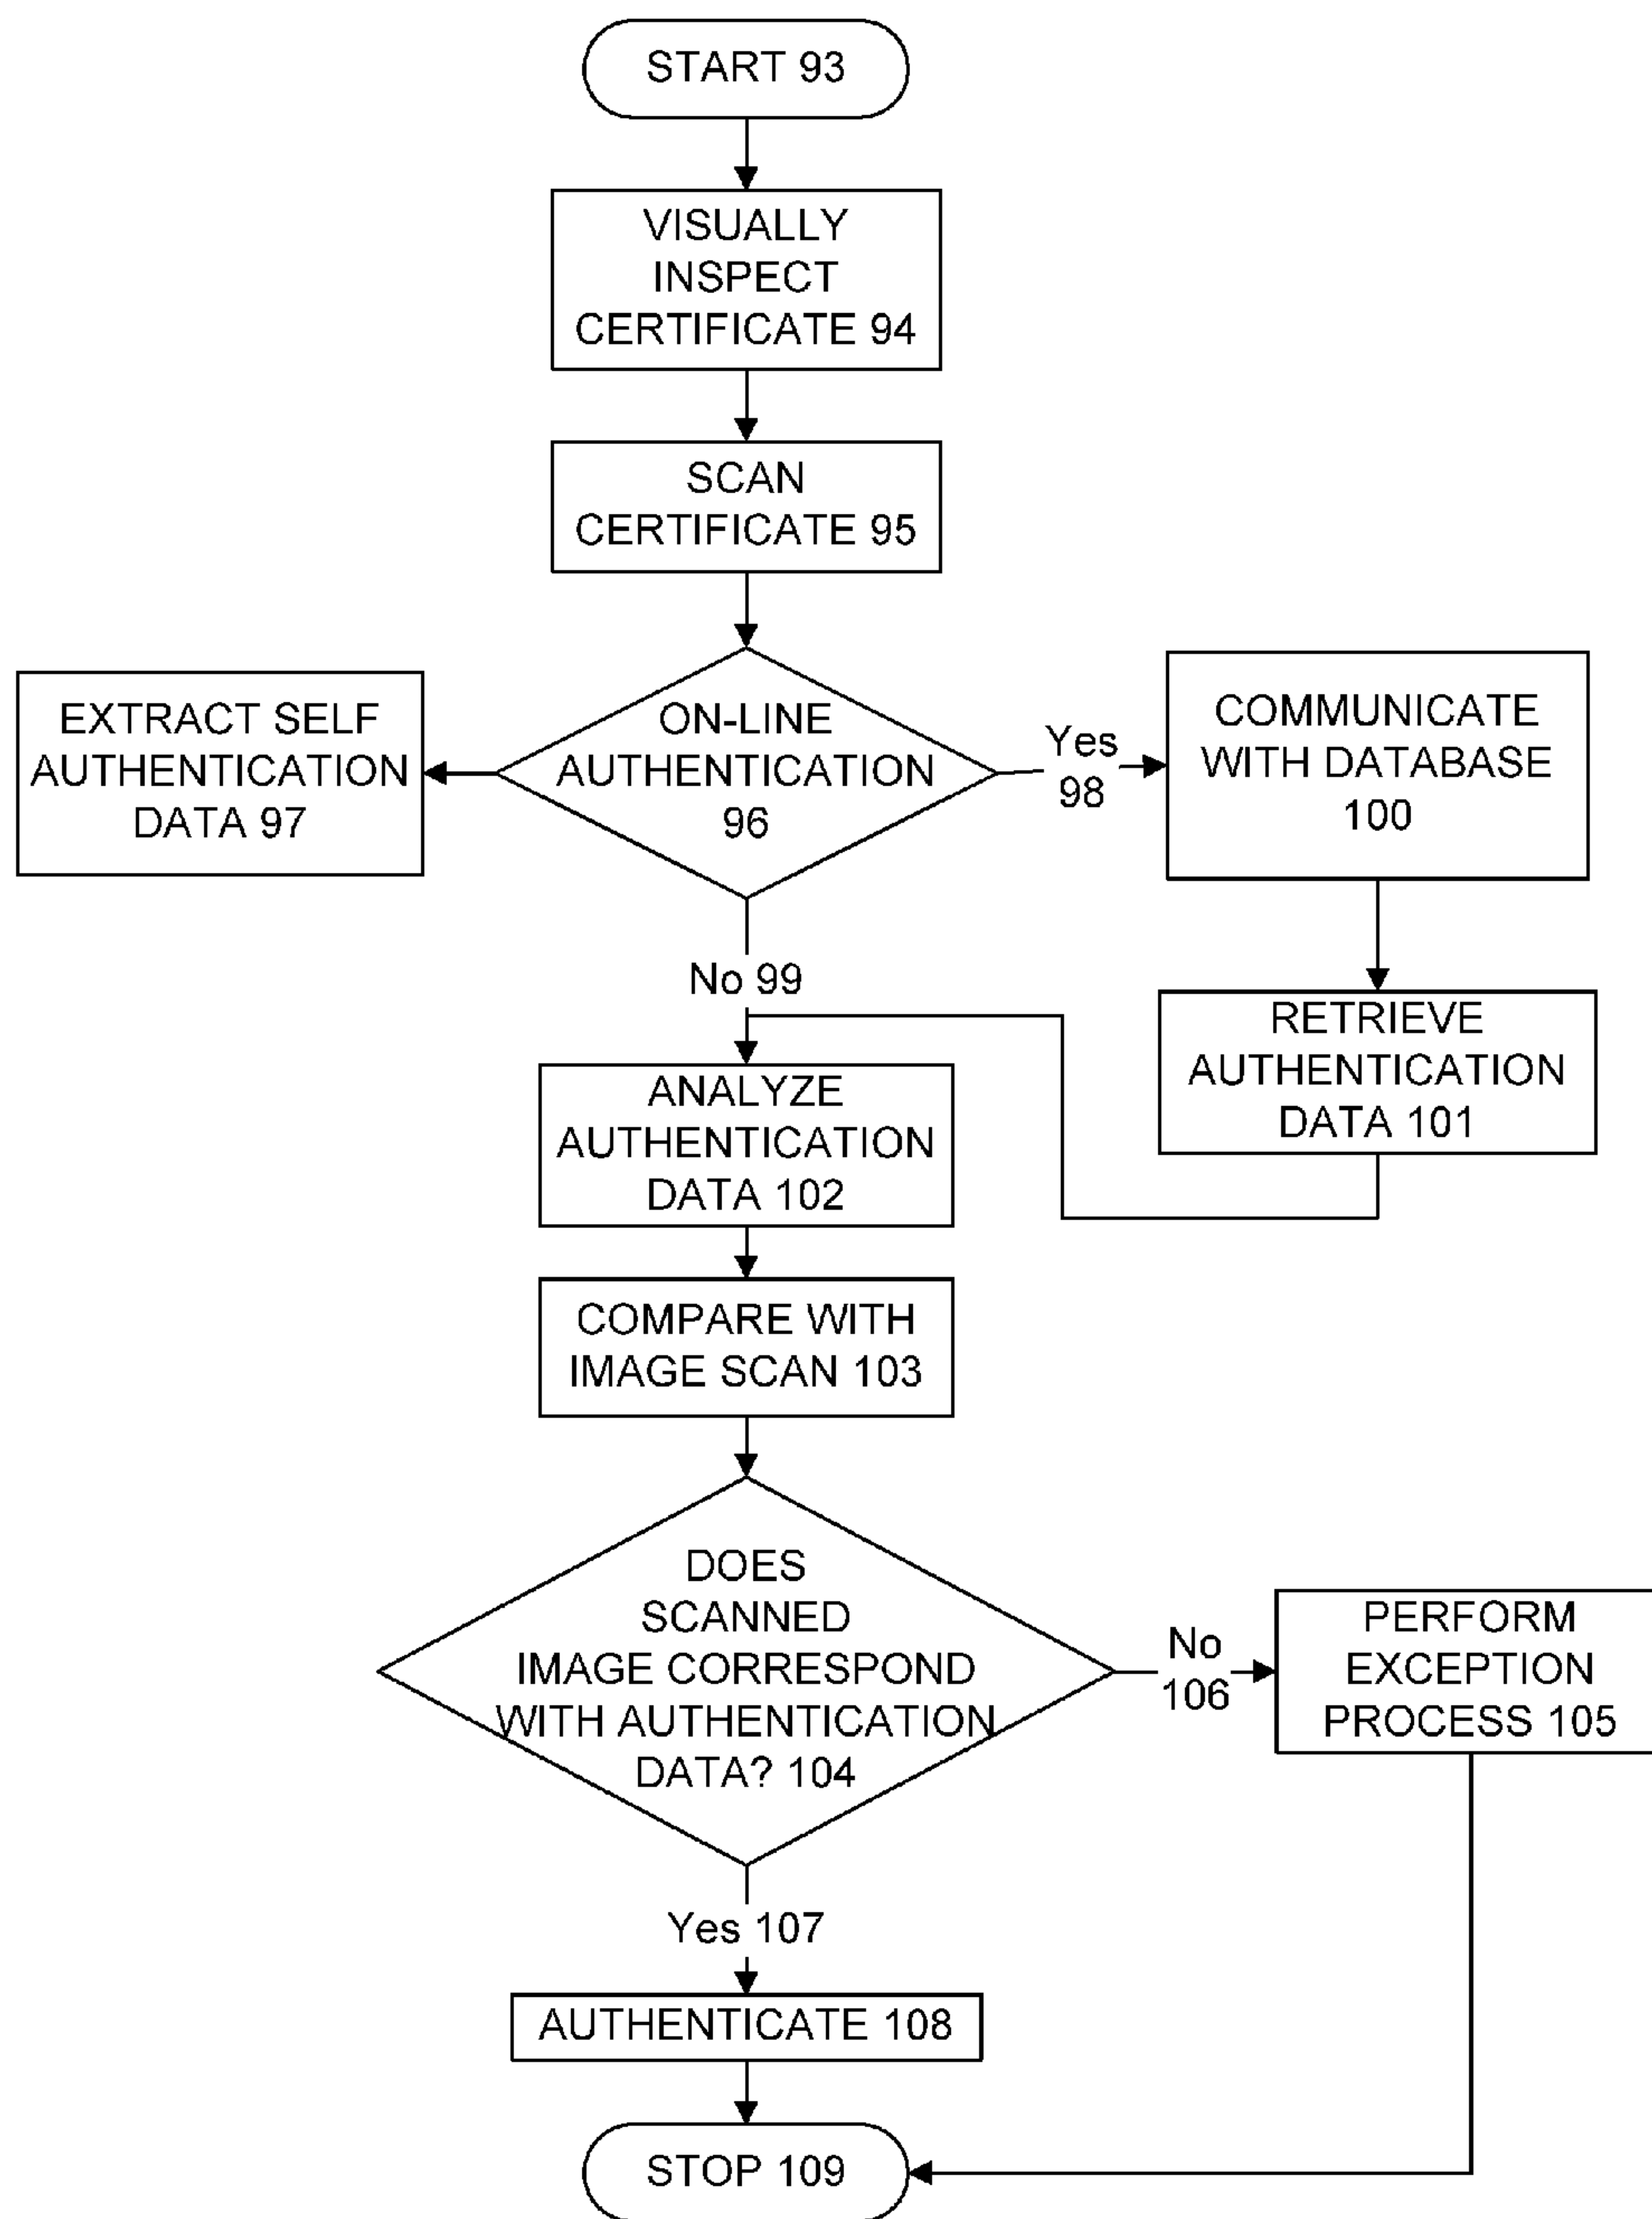 START 93
VISUALLY
INSPECT
CERTIFICATE 94
SCAN
CERTIFICATE 95
EXTRACT SELF
AUTHENTICATION
DATA 97
ON-LINE
AUTHENTICATION
96
Yes
98
COMMUNICATE
WITH DATABASE
100
No 99
RETRIEVE
AUTHENTICATION
DATA 101
ANALYZE
AUTHENTICATION
DATA 102
COMPARE WITH
IMAGE SCAN 103
DOES
SCANNED
IMAGE CORRESPOND
WITH AUTHENTICATION
DATA? 104
No
106
PERFORM
EXCEPTION
PROCESS 105
Yes 107
AUTHENTICATE 108
STOP 109